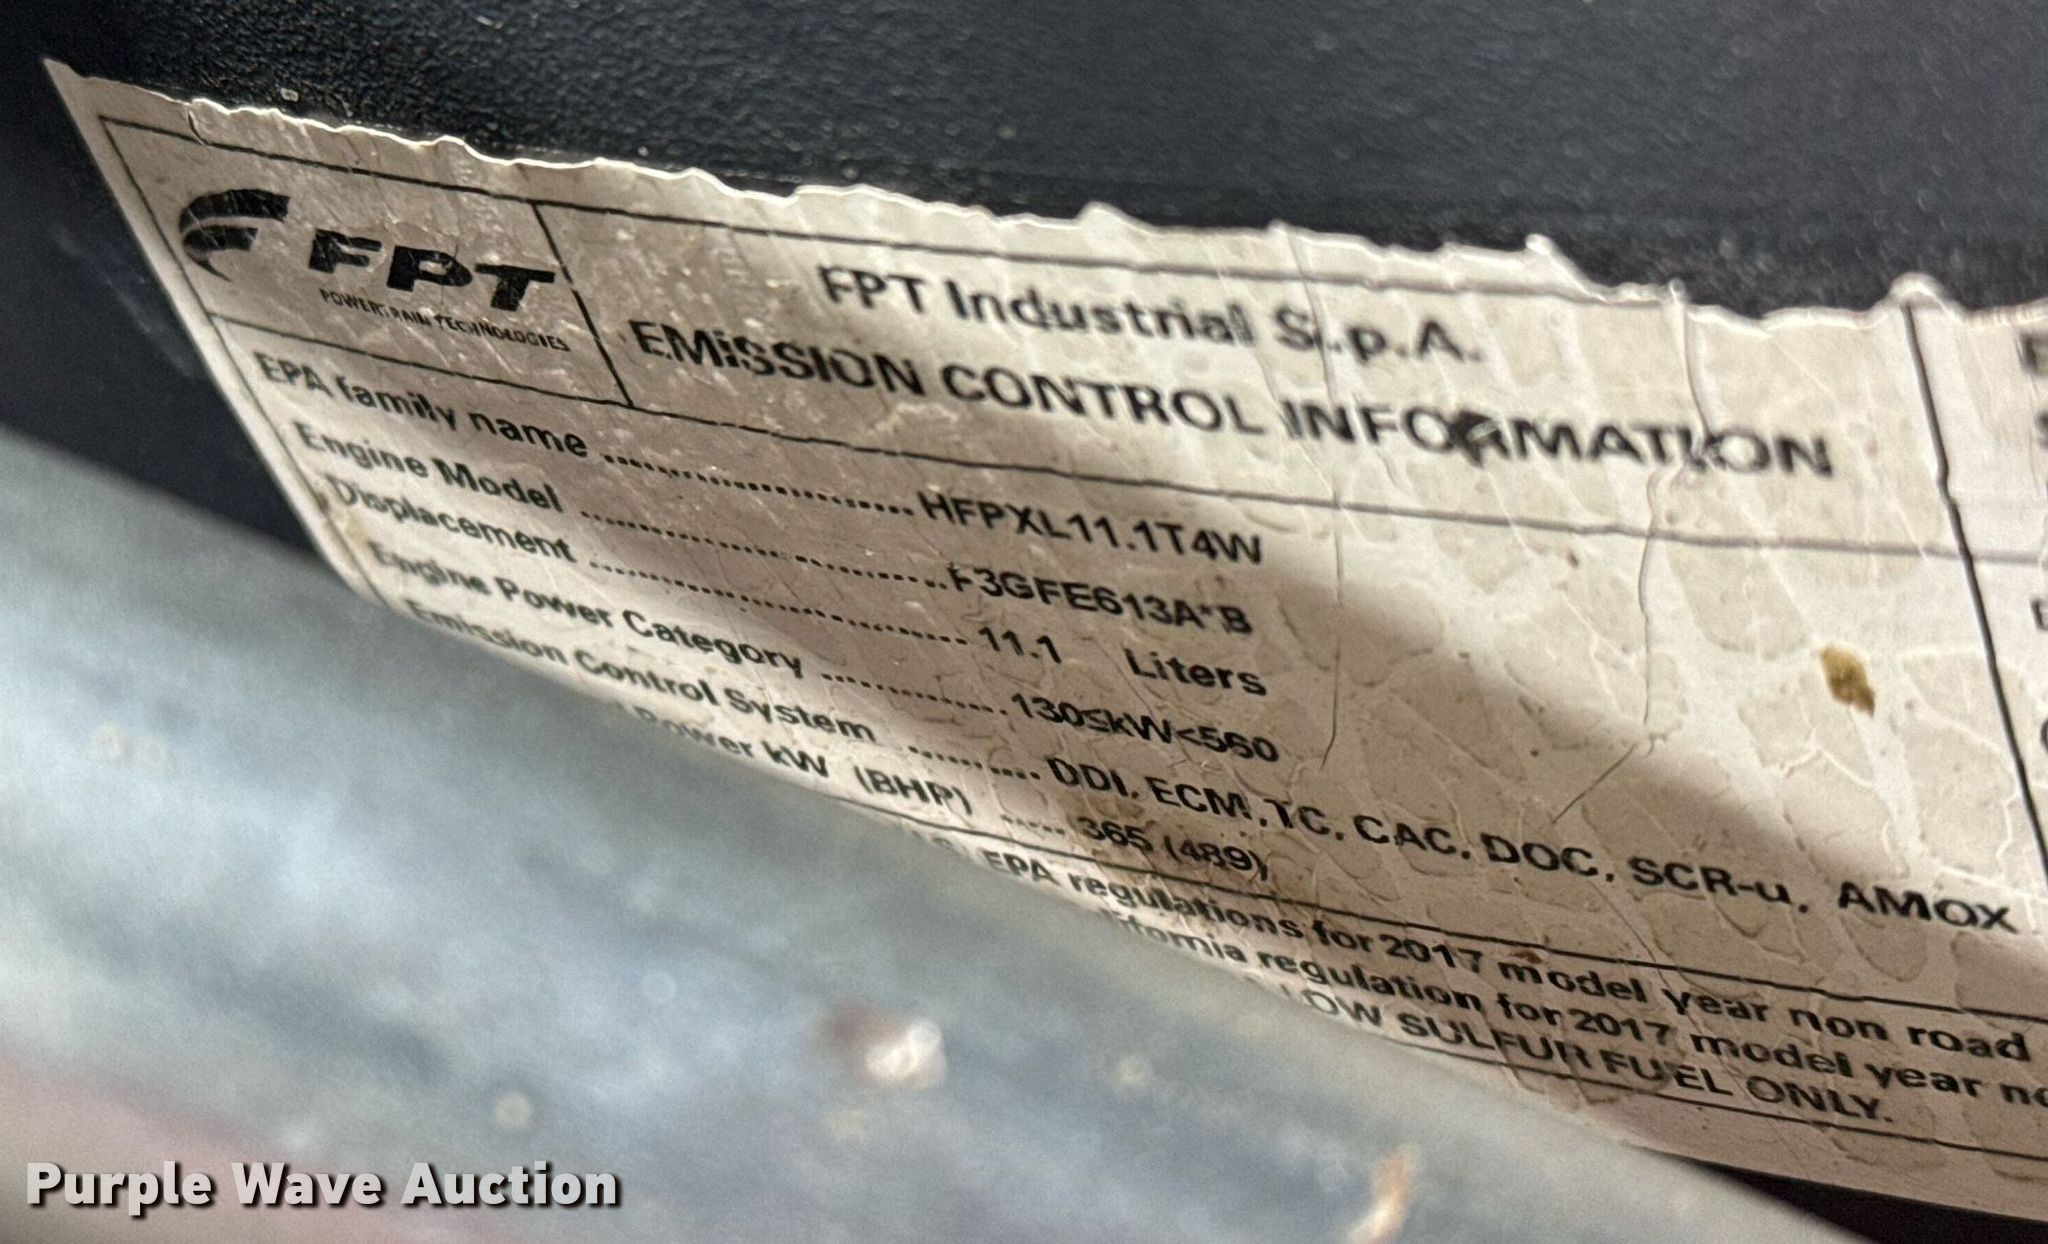 FPT
POWERTRAIN TECHNOLOGIES
FPT Industrial S.p.A.
EMISSION CONTROL INFORMATION
EPA family name .......................... HFPXL11.1T4W
Engine Model .............................. F3GFE613A*B
Displacement .............................. 11.1 Liters
Engine Power Category ............... 130≤kW<560
Emission Control System ........... DDI, ECM, TC, CAC, DOC, SCR-u, AMOX
Power kW (BHP) ..... 365 (489)
EPA regulations for 2017 model year non road
regulation for 2017 model year
LOW SULFUR FUEL ONLY.
Purple Wave Auction